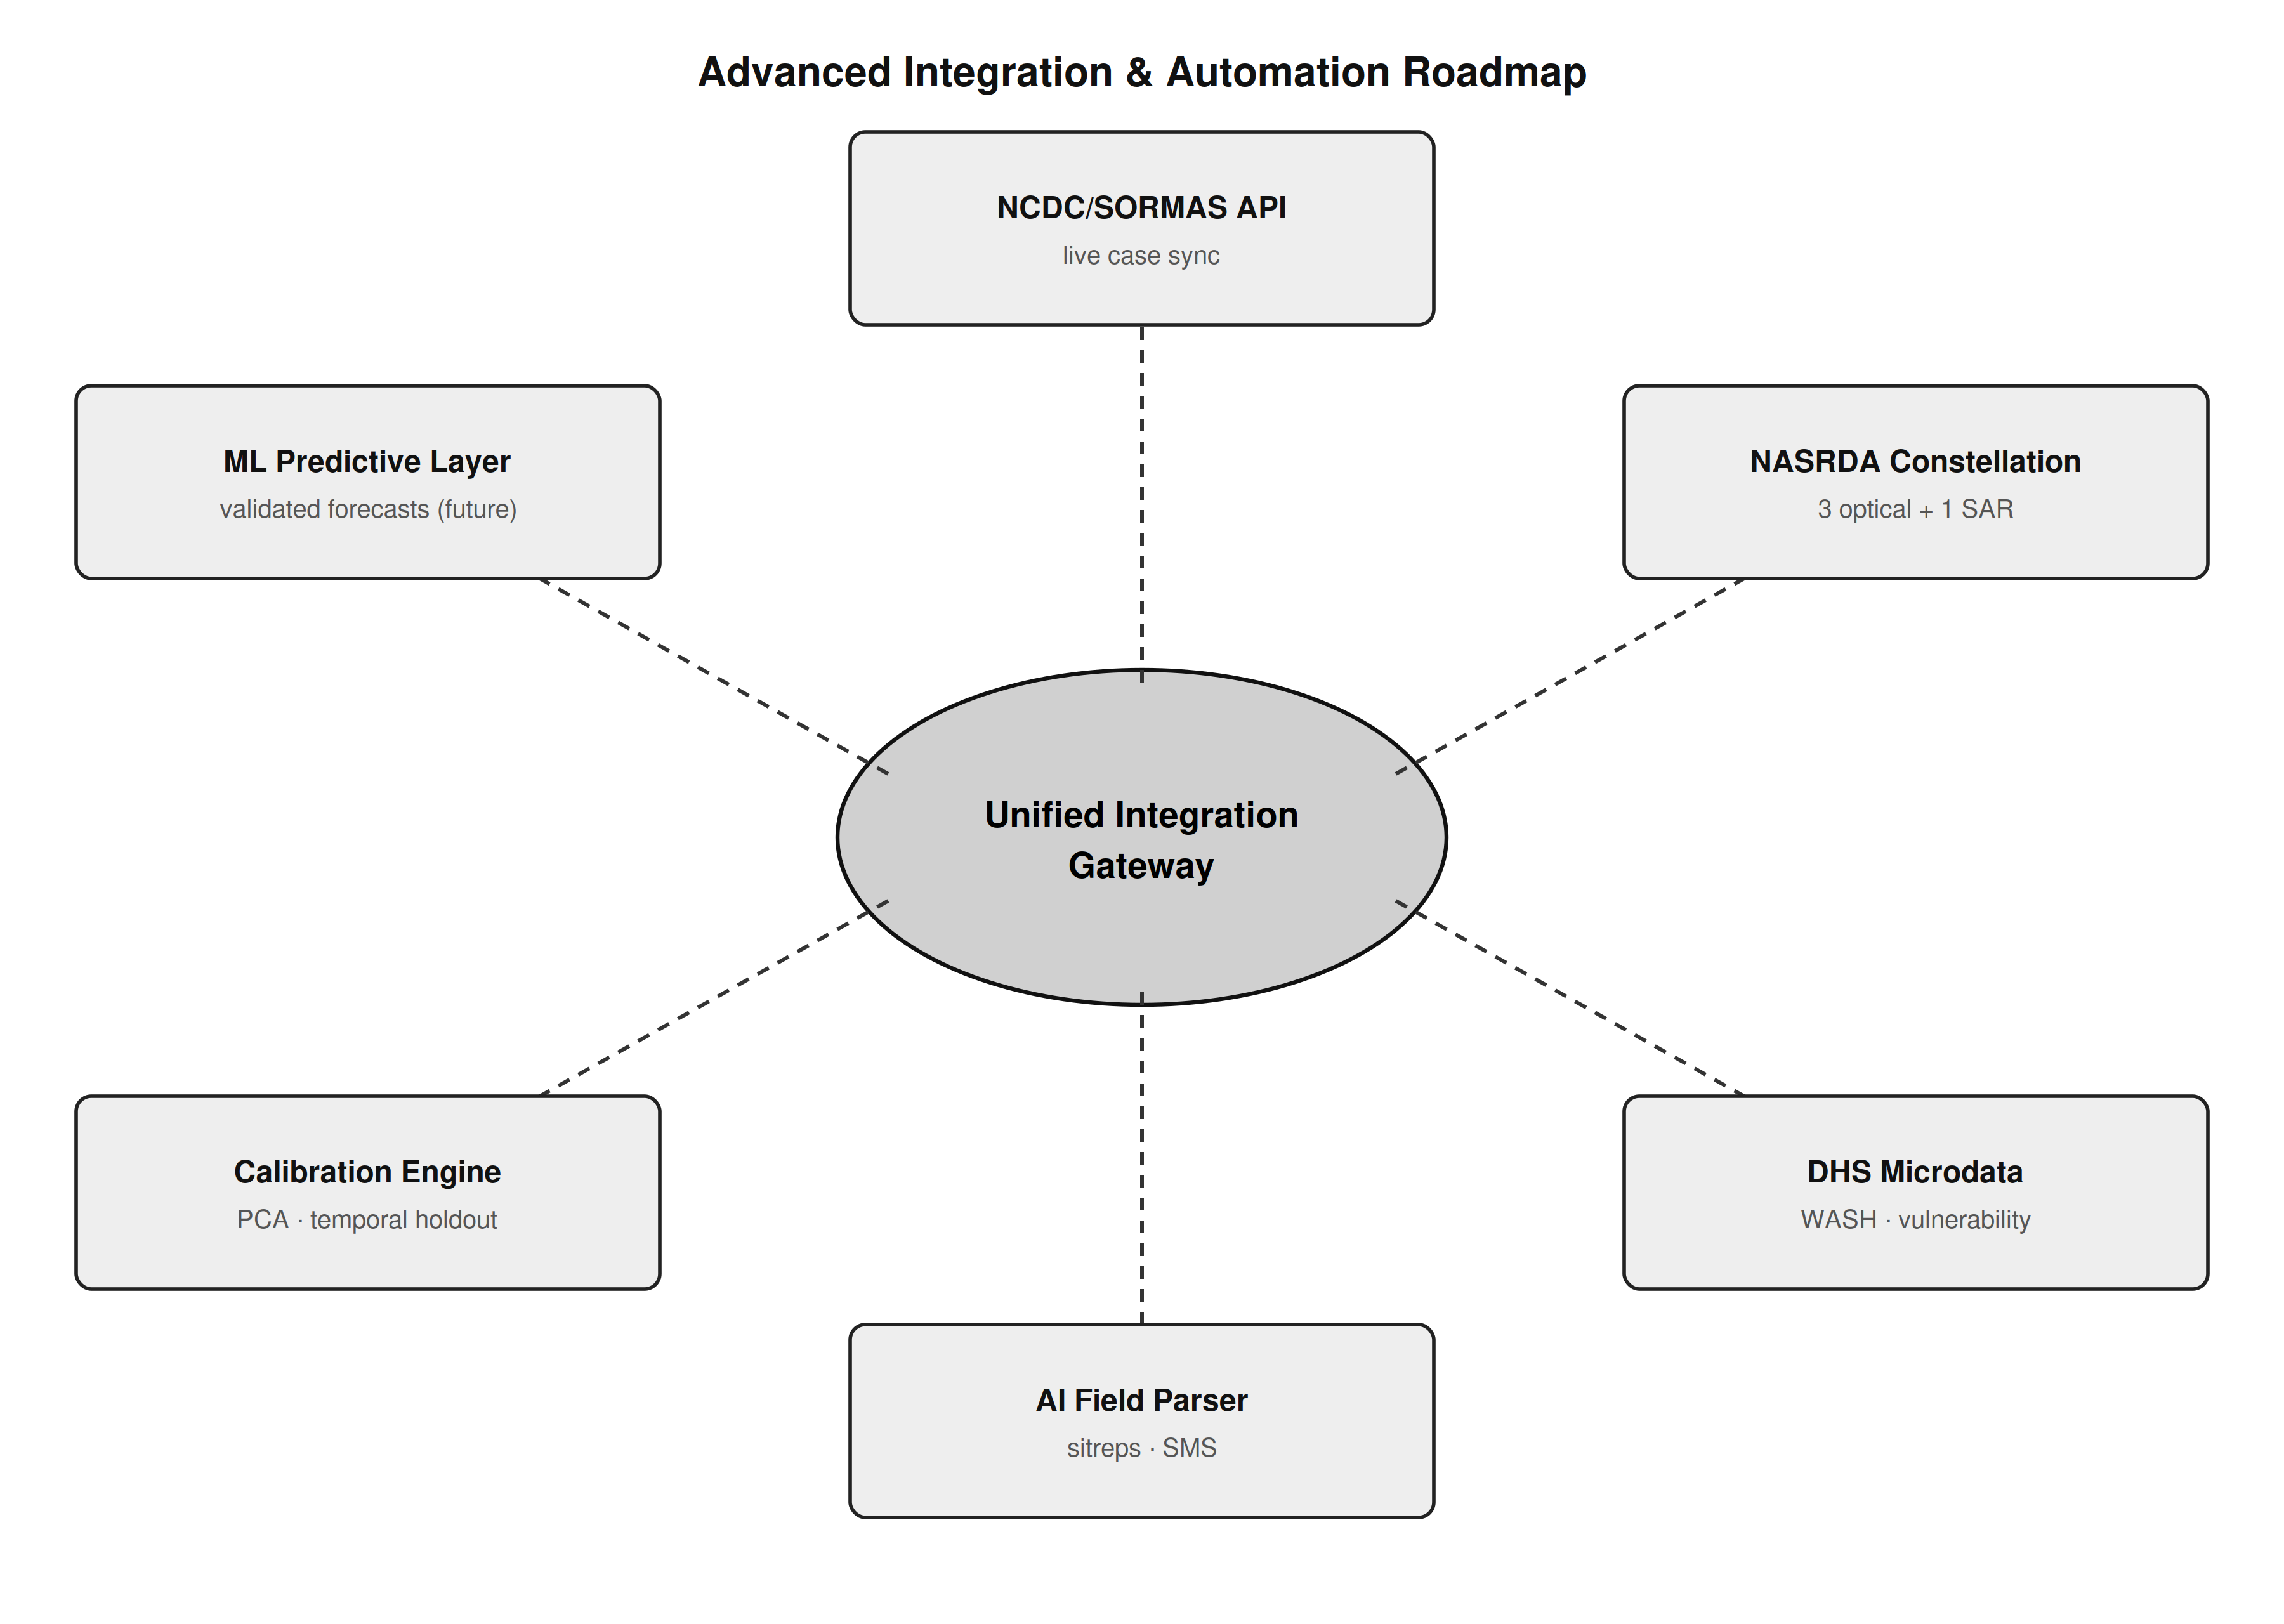 Advanced Integration & Automation Roadmap
NCDC/SORMAS API
live case sync
ML Predictive Layer
validated forecasts (future)
NASRDA Constellation
3 optical + 1 SAR
Unified Integration
Gateway
Calibration Engine
PCA · temporal holdout
DHS Microdata
WASH · vulnerability
AI Field Parser
sitreps · SMS